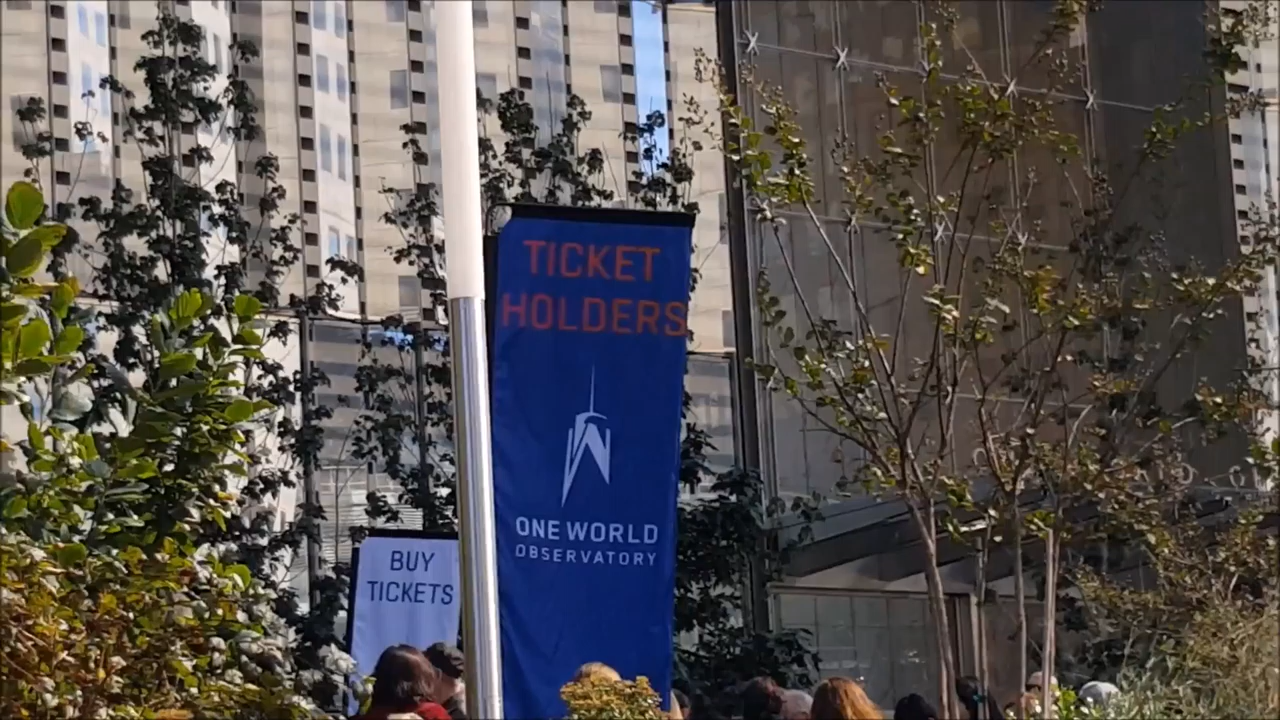 TICKET
HOLDERS
ONE WORLD
OBSERVATORY
BUY
TICKETS